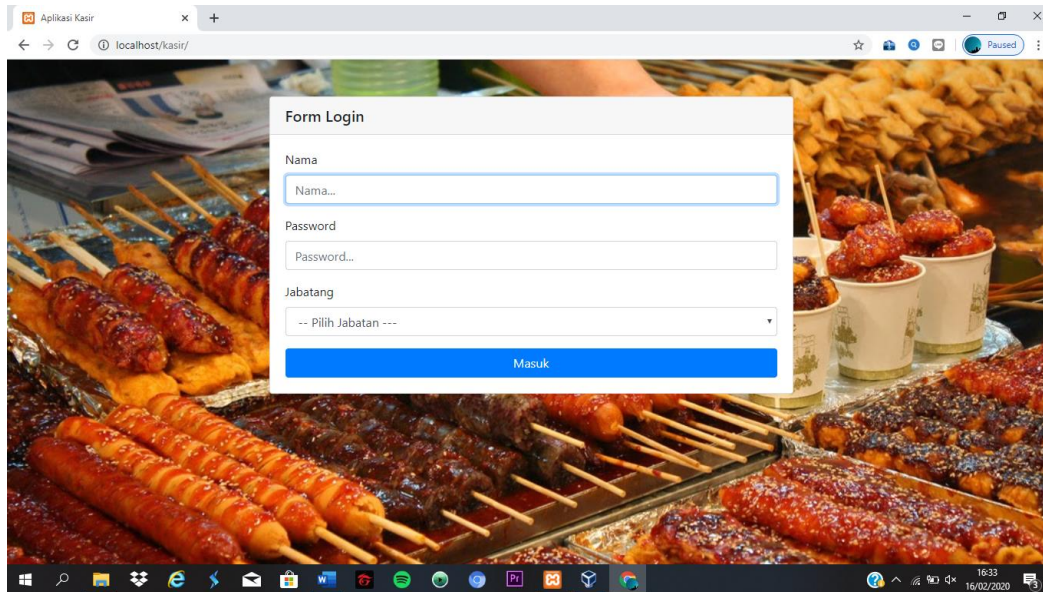 Aplikasi Kasir
localhost/kasir/
Paused
Form Login
Nama
Nama...
Password
Password...
Jabatang
-- Pilih Jabatan ---
Masuk
16:33
16/02/2020